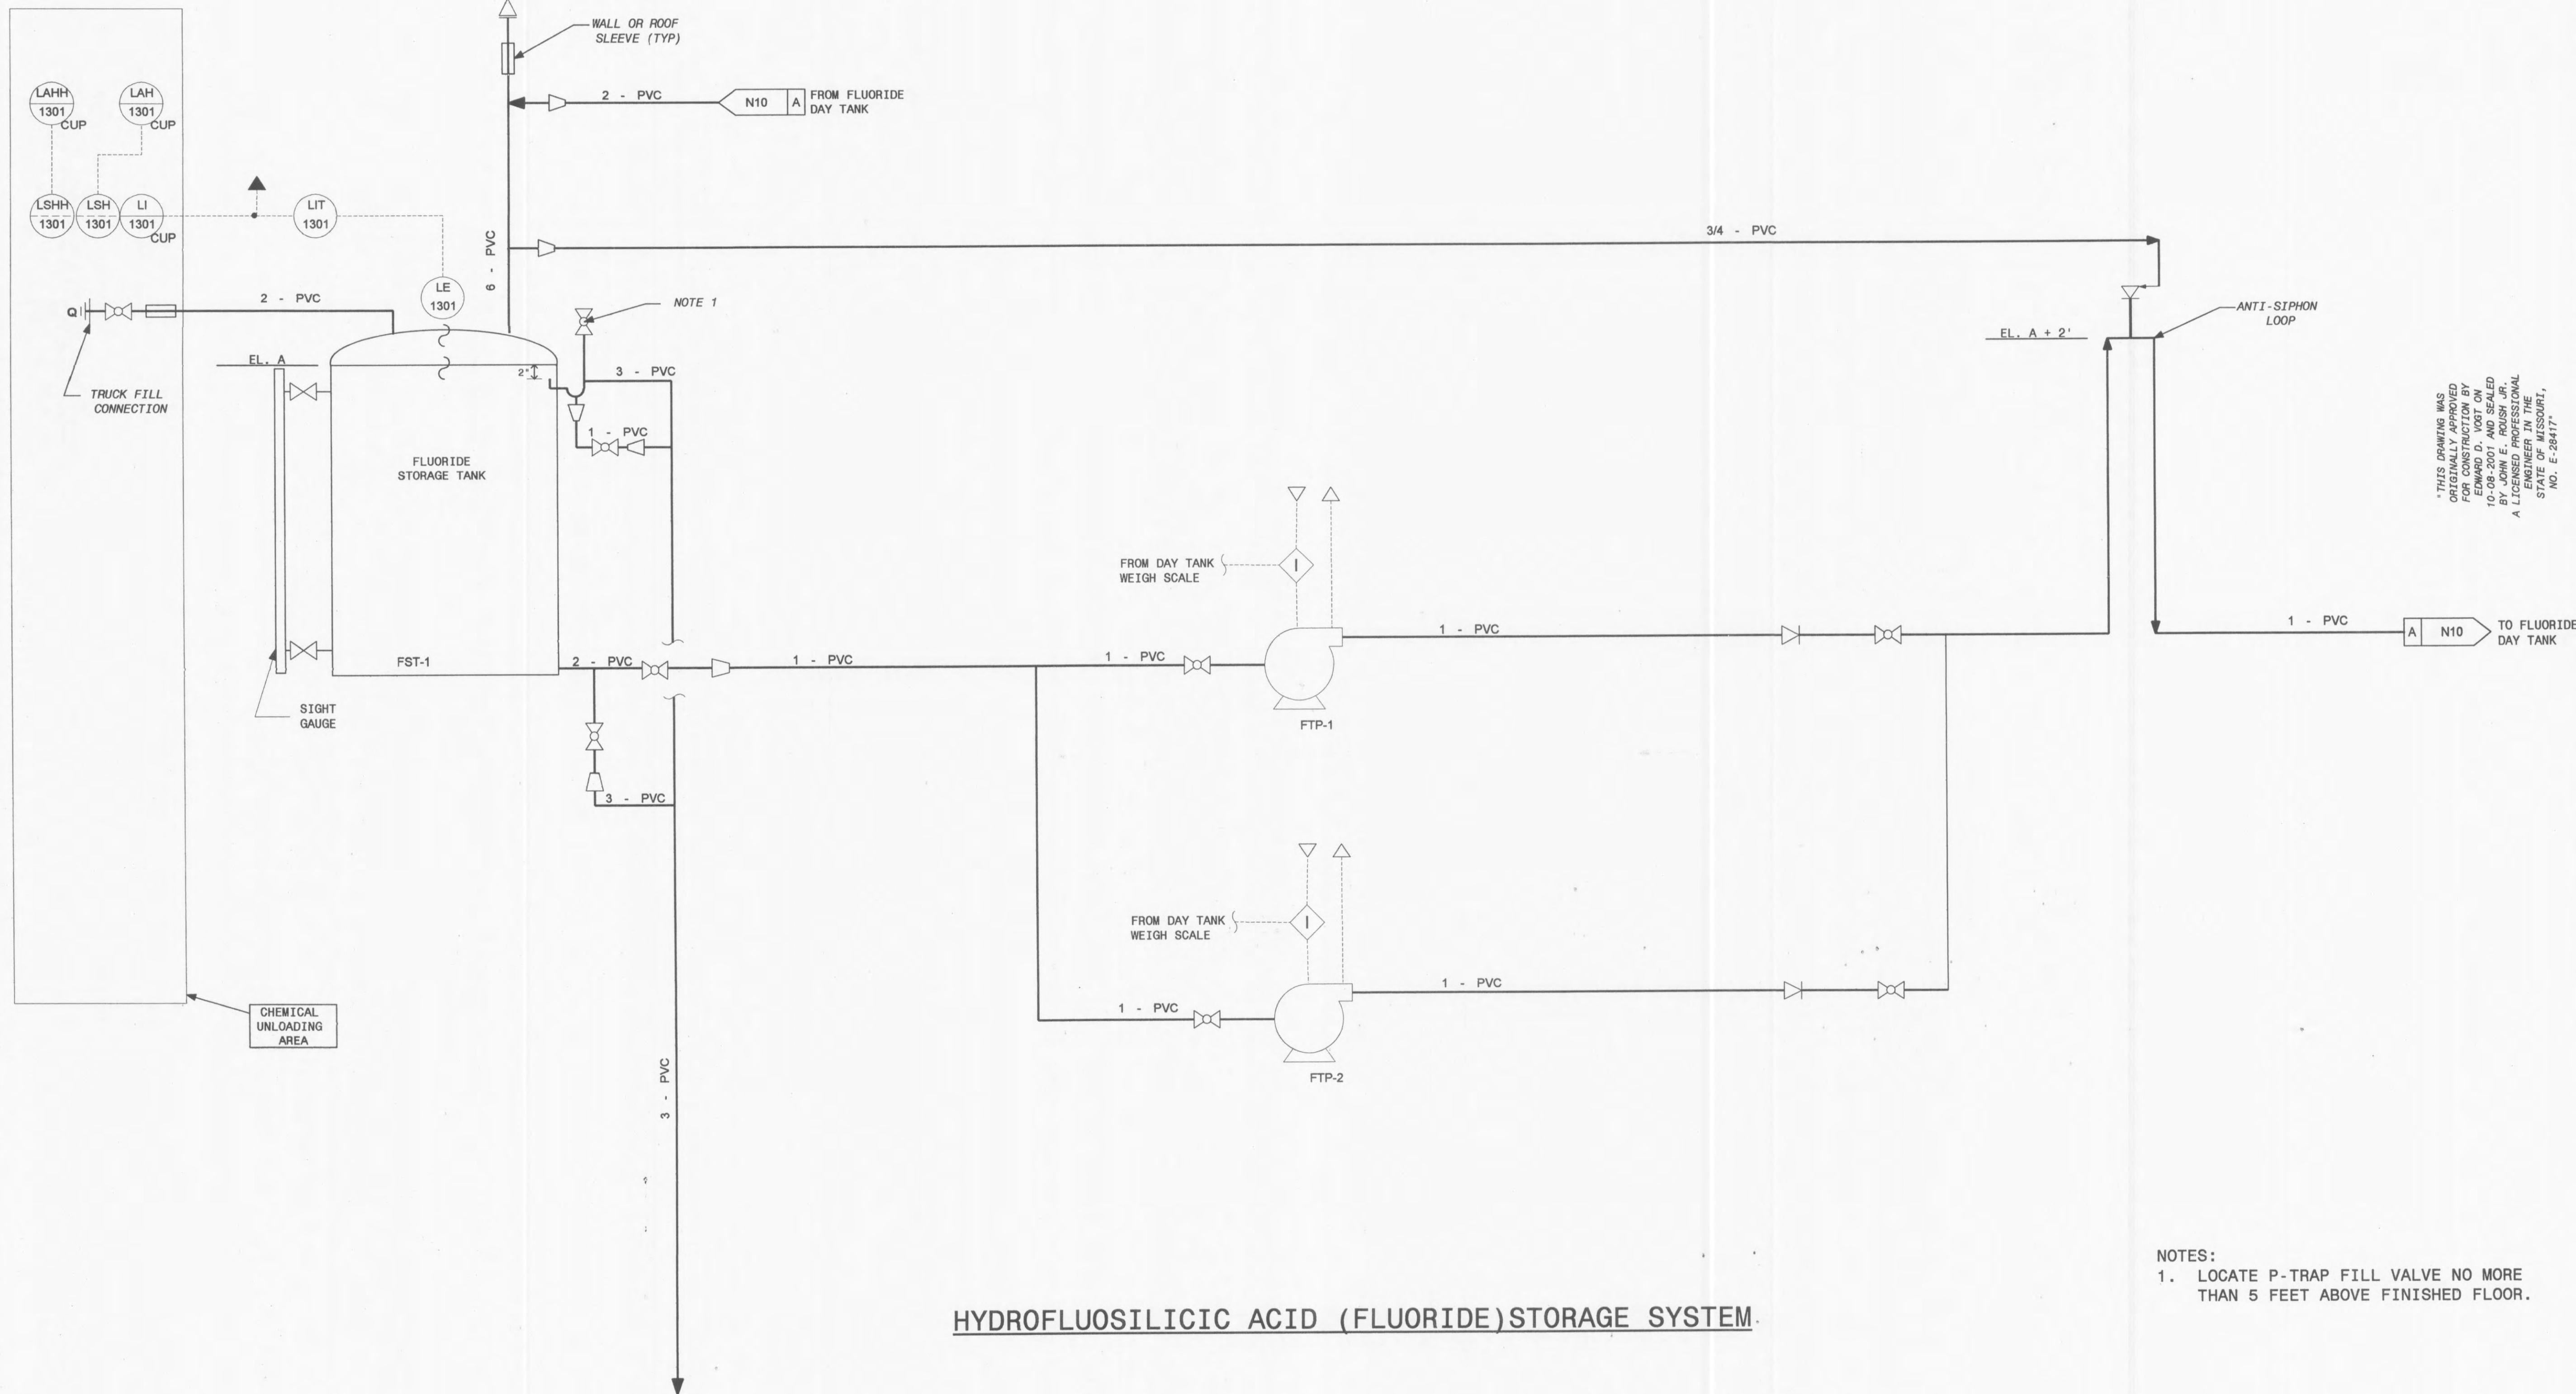 WALL OR ROOF
SLEEVE (TYP)
LAHH
1301
CUP
LAH
1301
CUP
2 - PVC
N10 A
FROM FLUORIDE
DAY TANK
LSHH
1301
LSH
1301
LI
1301
CUP
LIT
1301
LE
1301
6 - PVC
3/4 - PVC
Q
2 - PVC
NOTE 1
TRUCK FILL
CONNECTION
EL. A
2"
3 - PVC
1 - PVC
EL. A + 2'
ANTI-SIPHON
LOOP
"THIS DRAWING WAS
ORIGINALLY APPROVED
FOR CONSTRUCTION BY
EDWARD D. VOGT ON
10-08-2001 AND SEALED
BY JOHN E. ROUSH JR.
A LICENSED PROFESSIONAL
ENGINEER IN THE
STATE OF MISSOURI,
NO. E-28417"
FLUORIDE
STORAGE TANK
FST-1
SIGHT
GAUGE
2 - PVC
1 - PVC
1 - PVC
FROM DAY TANK
WEIGH SCALE
I
FTP-1
1 - PVC
1 - PVC
A N10
TO FLUORIDE
DAY TANK
3 - PVC
FROM DAY TANK
WEIGH SCALE
I
1 - PVC
1 - PVC
FTP-2
CHEMICAL
UNLOADING
AREA
3 - PVC
NOTES:
1. LOCATE P-TRAP FILL VALVE NO MORE
THAN 5 FEET ABOVE FINISHED FLOOR.
HYDROFLUOSILICIC ACID (FLUORIDE)STORAGE SYSTEM